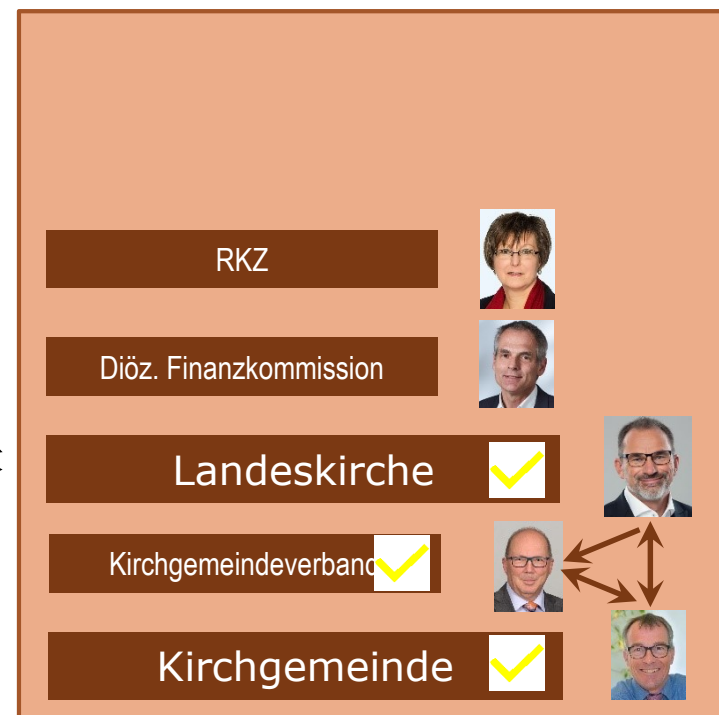 RKZ
Diöz. Finanzkommission
Landeskirche
Kirchgemeindeverband
Kirchgemeinde